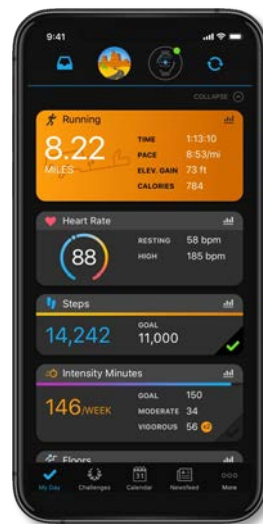 9:41
COLLAPSE
Running
8.22
MILES
TIME 1:13:10
PACE 8:53/mi
ELEV. GAIN 73 ft
CALORIES 784
Heart Rate
88
RESTING 58 bpm
HIGH 185 bpm
Steps
14,242
GOAL
11,000
Intensity Minutes
146/WEEK
GOAL 150
MODERATE 34
VIGOROUS 56 x2
Floors
31
My Day Challenges Calendar Newsfeed More